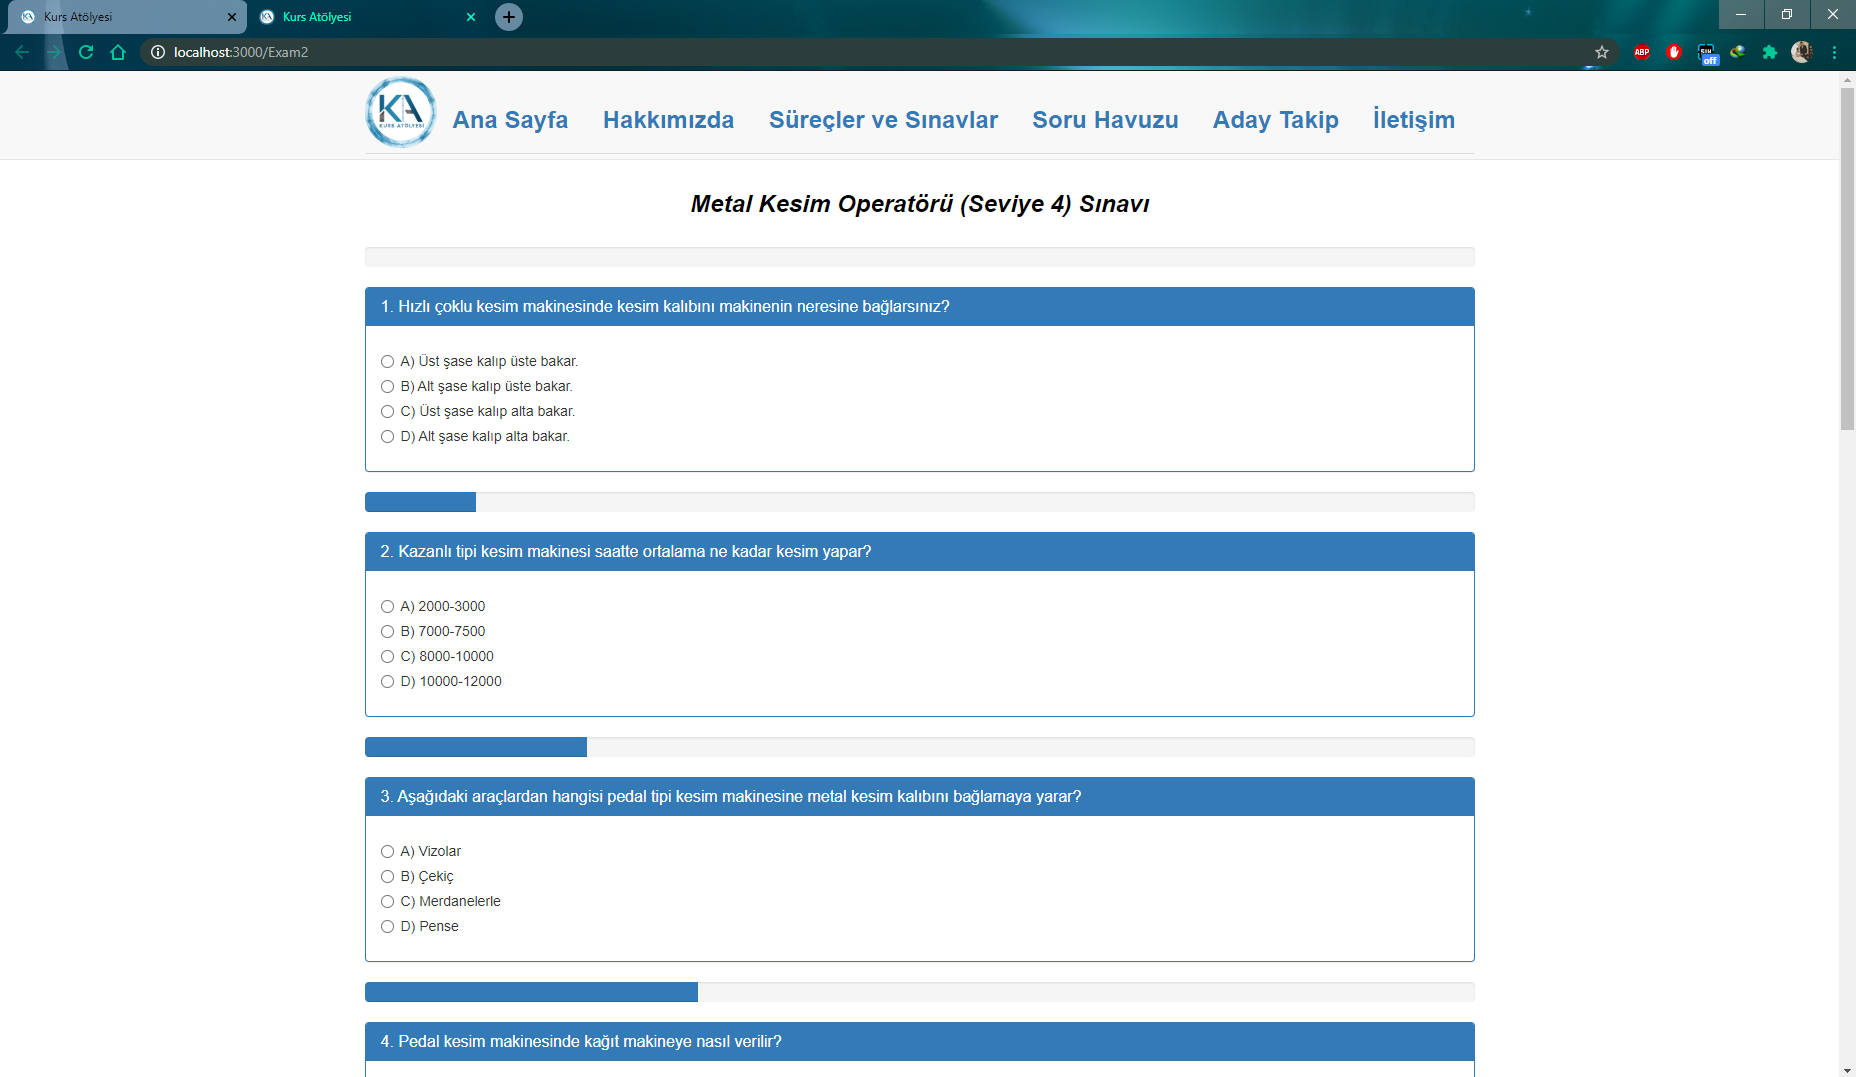 Kurs Atölyesi
Kurs Atölyesi
localhost:3000/Exam2
ABP
off
KA
KURS ATÖLYESİ
Ana Sayfa Hakkımızda Süreçler ve Sınavlar Soru Havuzu Aday Takip İletişim
Metal Kesim Operatörü (Seviye 4) Sınavı
1. Hızlı çoklu kesim makinesinde kesim kalıbını makinenin neresine bağlarsınız?
A) Üst şase kalıp üste bakar.
B) Alt şase kalıp üste bakar.
C) Üst şase kalıp alta bakar.
D) Alt şase kalıp alta bakar.
2. Kazanlı tipi kesim makinesi saatte ortalama ne kadar kesim yapar?
A) 2000-3000
B) 7000-7500
C) 8000-10000
D) 10000-12000
3. Aşağıdaki araçlardan hangisi pedal tipi kesim makinesine metal kesim kalıbını bağlamaya yarar?
A) Vizolar
B) Çekiç
C) Merdanelerle
D) Pense
4. Pedal kesim makinesinde kağıt makineye nasıl verilir?